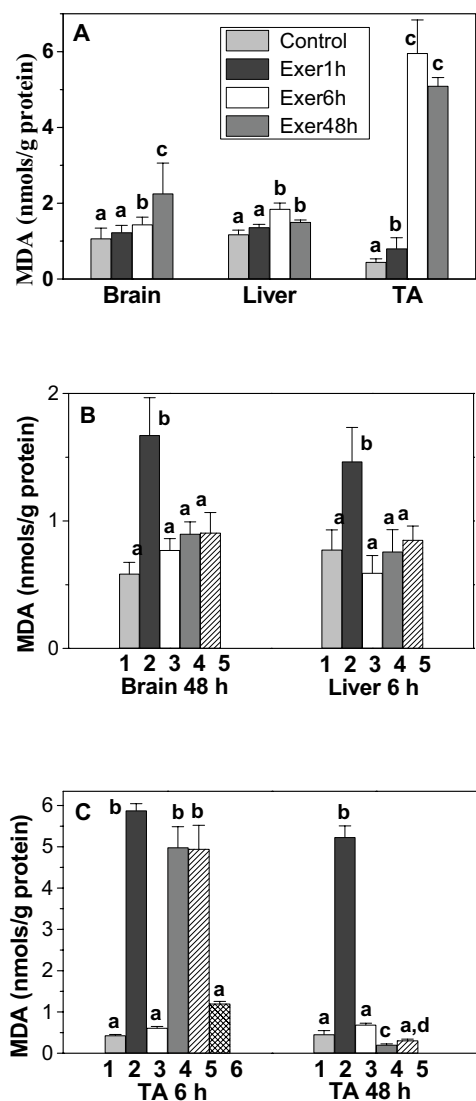 A
Control
Exer1h
Exer6h
Exer48h
MDA (nmols/g protein)
6
4
2
0
a a b c
a a b b
a b c c
Brain Liver TA
B
MDA (nmols/g protein)
2
1
0
a b a a a
a b a a a
1 2 3 4 5 1 2 3 4 5
Brain 48 h Liver 6 h
C
MDA (nmols/g protein)
6
5
4
3
2
1
0
a b a b b a
a b a c a,d
1 2 3 4 5 6 1 2 3 4 5
TA 6 h TA 48 h